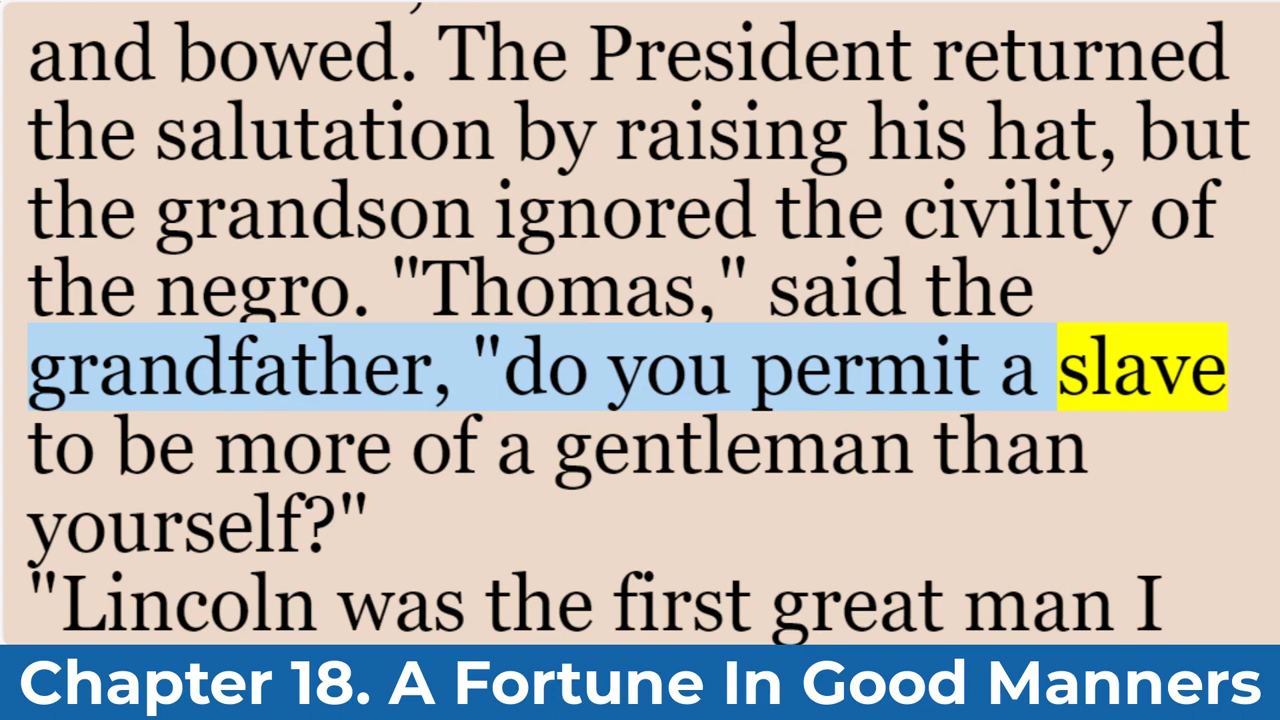 and bowed. The President returned
the salutation by raising his hat, but
the grandson ignored the civility of
the negro. "Thomas," said the
grandfather, "do you permit a slave
to be more of a gentleman than
yourself?"
"Lincoln was the first great man I
Chapter 18. A Fortune In Good Manners